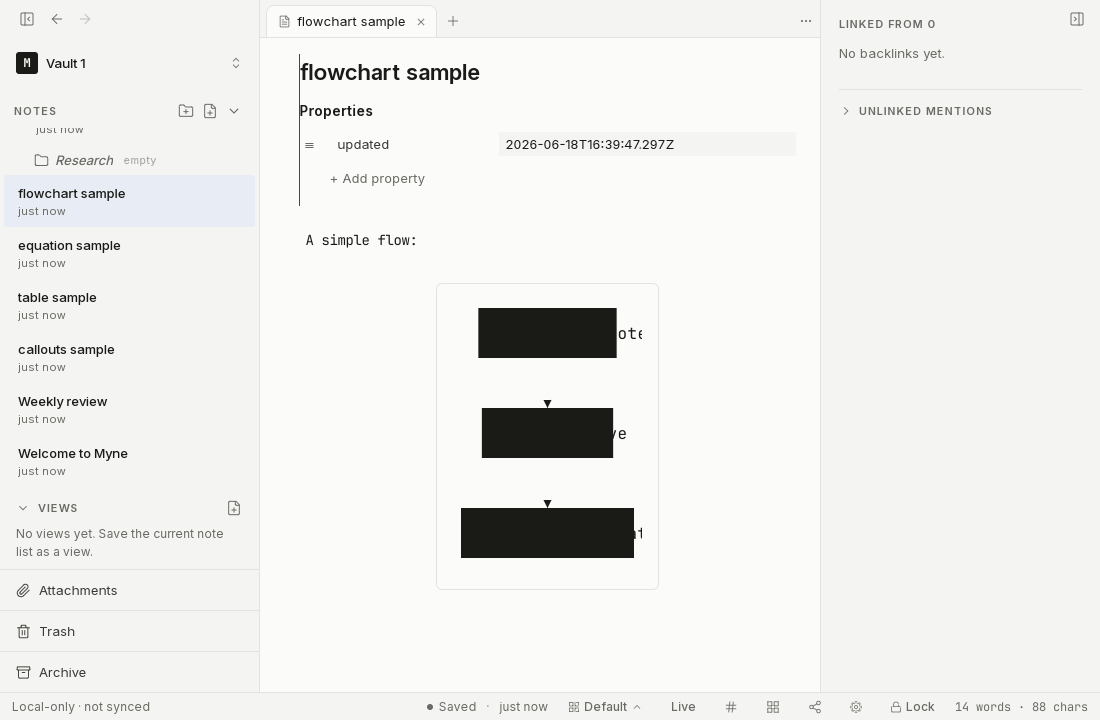 M
Vault 1
NOTES
just now
Research empty
flowchart sample
just now
equation sample
just now
table sample
just now
callouts sample
just now
Weekly review
just now
Welcome to Myne
just now
VIEWS
No views yet. Save the current note
list as a view.
Attachments
Trash
Archive
flowchart sample
flowchart sample
Properties
updated 2026-06-18T16:39:47.297Z
+ Add property
A simple flow:
LINKED FROM 0
No backlinks yet.
UNLINKED MENTIONS
Local-only · not synced
Saved · just now
Default
Live
Lock
14 words · 88 chars